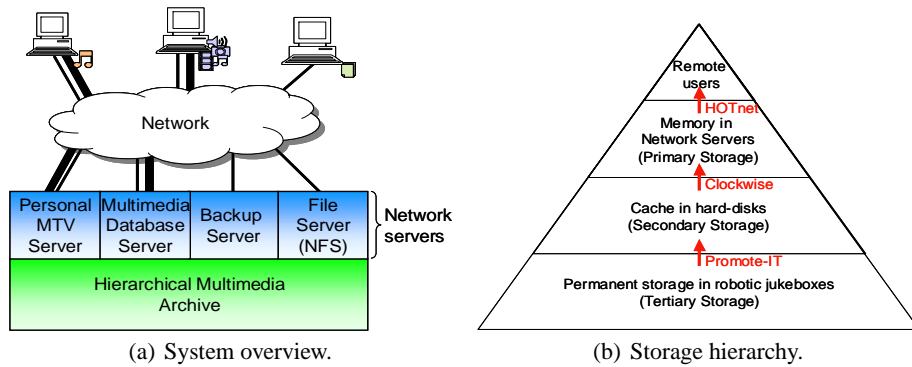 Network
Personal
MTV
Server
Multimedia
Database
Server
Backup
Server
File
Server
(NFS)
Network
servers
Hierarchical Multimedia
Archive
(a) System overview.
Remote
users
HOTnet
Memory in
Network Servers
(Primary Storage)
Clockwise
Cache in hard-disks
(Secondary Storage)
Promote-IT
Permanent storage in robotic jukeboxes
(Tertiary Storage)
(b) Storage hierarchy.